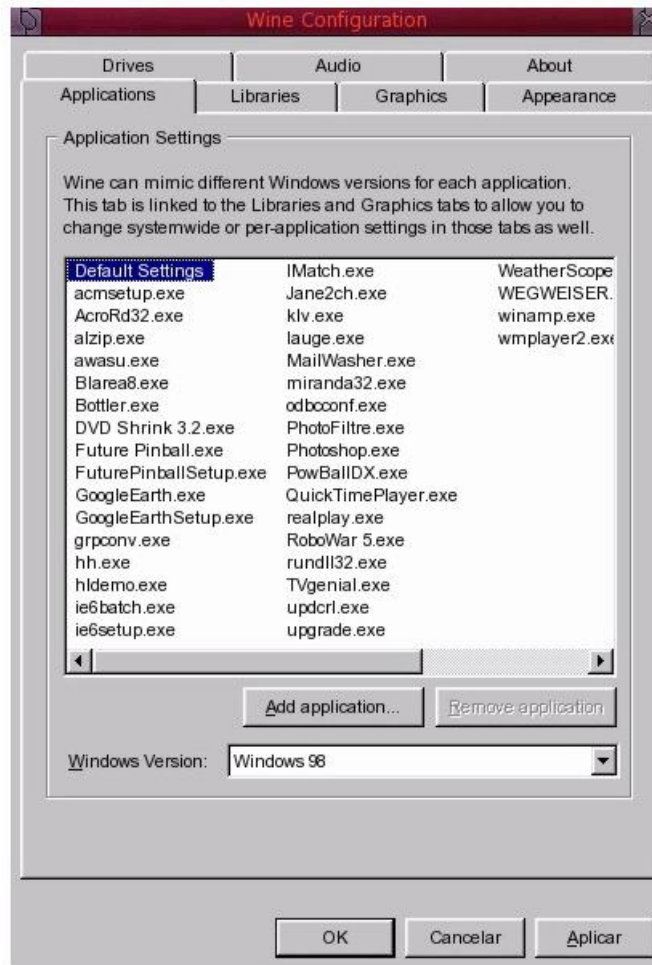 Wine Configuration
Drives Audio About
Applications Libraries Graphics Appearance
Application Settings
Wine can mimic different Windows versions for each application.
This tab is linked to the Libraries and Graphics tabs to allow you to
change systemwide or per-application settings in those tabs as well.
Default Settings
acmsetup.exe
AcroRd32.exe
alzip.exe
awasu.exe
Blarea8.exe
Bottler.exe
DVD Shrink 3.2.exe
Future Pinball.exe
FuturePinballSetup.exe
GoogleEarth.exe
GoogleEarthSetup.exe
grpconv.exe
hh.exe
hldemo.exe
ie6batch.exe
ie6setup.exe
IMatch.exe
Jane2ch.exe
klv.exe
lauge.exe
MailWasher.exe
miranda32.exe
odbcconf.exe
PhotoFiltre.exe
Photoshop.exe
PowBallDX.exe
QuickTimePlayer.exe
realplay.exe
RoboWar 5.exe
rundll32.exe
TVgenial.exe
updcrl.exe
upgrade.exe
WeatherScope
WEGWEISER.
winamp.exe
wmplayer2.exe
Add application... Remove application
Windows Version: Windows 98
OK Cancelar Aplicar